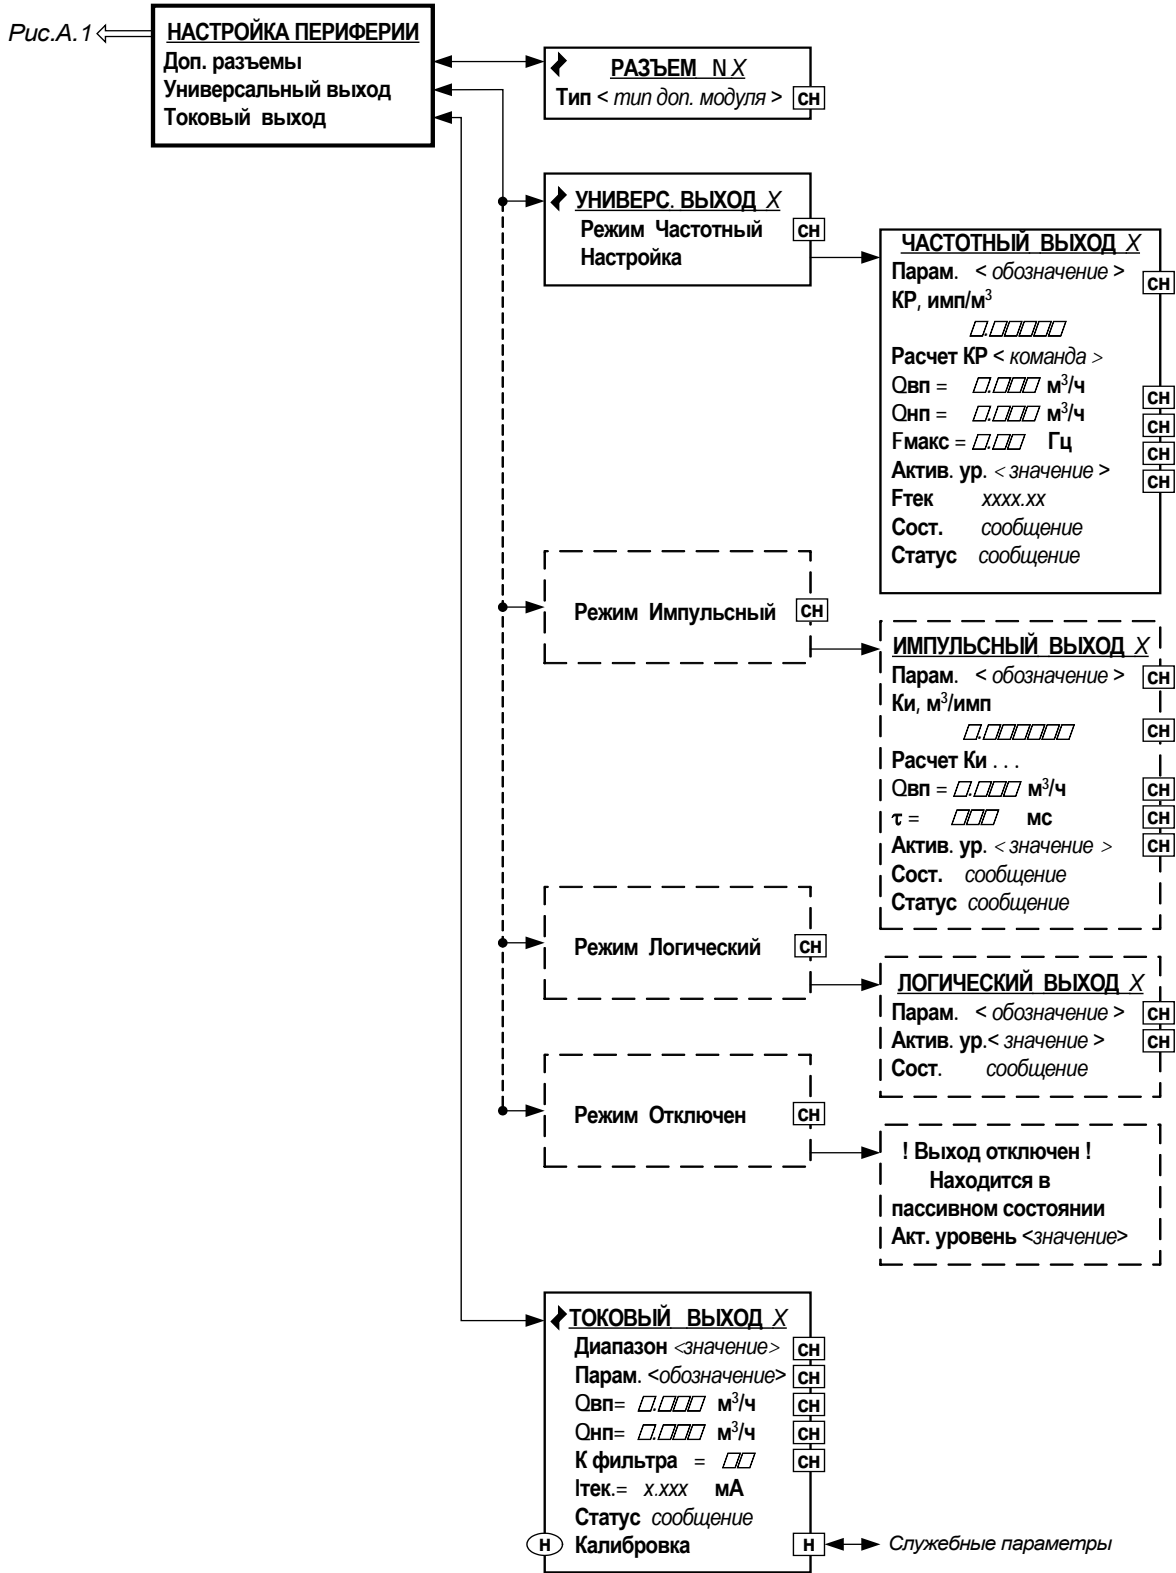 Рис.А.1
НАСТРОЙКА ПЕРИФЕРИИ
Доп. разъемы
Универсальный выход
Токовый выход
РАЗЪЕМ N X
Тип < тип доп. модуля > СН
УНИВЕРС. ВЫХОД X
Режим Частотный СН
Настройка
ЧАСТОТНЫЙ ВЫХОД X
Парам. < обозначение > СН
КР, имп/м³
Расчет КР < команда >
Qвп = м³/ч СН
Qнп = м³/ч СН
Fмакс = Гц СН
Актив. ур. < значение > СН
Fтек xxxx.xx
Сост. сообщение
Статус сообщение
Режим Импульсный СН
ИМПУЛЬСНЫЙ ВЫХОД X
Парам. < обозначение > СН
Ки, м³/имп
СН
Расчет Ки . . .
Qвп = м³/ч СН
τ = мс СН
Актив. ур. < значение > СН
Сост. сообщение
Статус сообщение
Режим Логический СН
ЛОГИЧЕСКИЙ ВЫХОД X
Парам. < обозначение > СН
Актив. ур.< значение > СН
Сост. сообщение
Режим Отключен СН
! Выход отключен !
Находится в
пассивном состоянии
Акт. уровень <значение>
ТОКОВЫЙ ВЫХОД X
Диапазон <значение> СН
Парам. <обозначение> СН
Qвп= м³/ч СН
Qнп= м³/ч СН
К фильтра = СН
Iтек.= x.xxx мА
Статус сообщение
Н Калибровка Н Служебные параметры